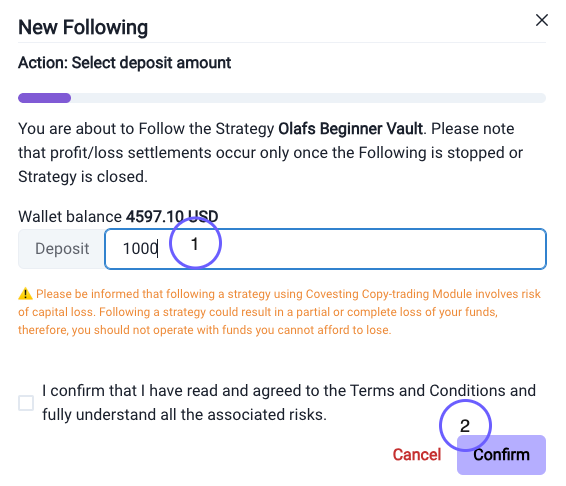 New Following
Action: Select deposit amount
You are about to Follow the Strategy Olafs Beginner Vault. Please note
that profit/loss settlements occur only once the Following is stopped or
Strategy is closed.
Wallet balance 4597.10 USD
Deposit 1000 1
⚠️ Please be informed that following a strategy using Covesting Copy-trading Module involves risk
of capital loss. Following a strategy could result in a partial or complete loss of your funds,
therefore, you should not operate with funds you cannot afford to lose.
I confirm that I have read and agreed to the Terms and Conditions and
fully understand all the associated risks.
2
Cancel Confirm